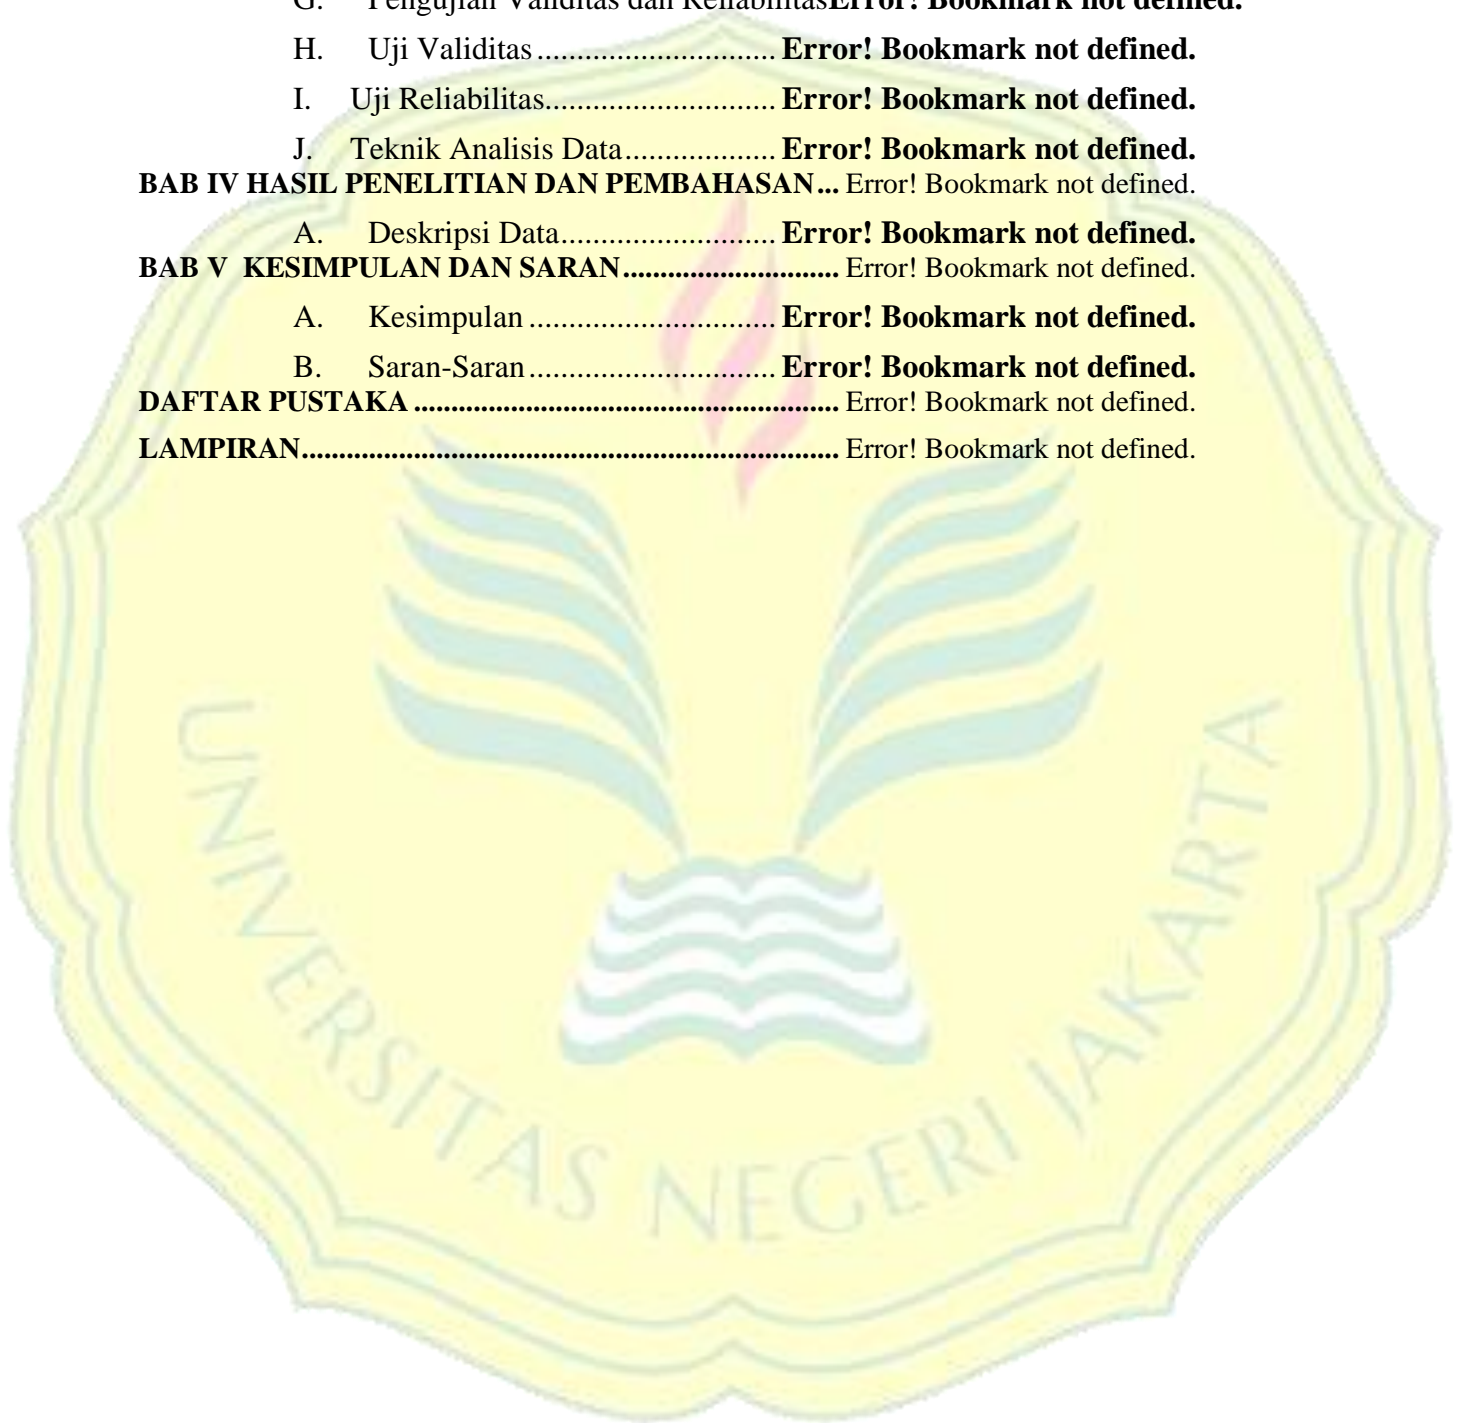 G. Pengujian Validitas dan ReliabilitasError! Bookmark not defined.
H. Uji Validitas .............................. Error! Bookmark not defined.
I. Uji Reliabilitas............................. Error! Bookmark not defined.
J. Teknik Analisis Data................... Error! Bookmark not defined.
BAB IV HASIL PENELITIAN DAN PEMBAHASAN... Error! Bookmark not defined.
A. Deskripsi Data........................... Error! Bookmark not defined.
BAB V KESIMPULAN DAN SARAN............................. Error! Bookmark not defined.
A. Kesimpulan ............................... Error! Bookmark not defined.
B. Saran-Saran ............................... Error! Bookmark not defined.
DAFTAR PUSTAKA ........................................................ Error! Bookmark not defined.
LAMPIRAN....................................................................... Error! Bookmark not defined.
UNIVERSITAS NEGERI JAKARTA